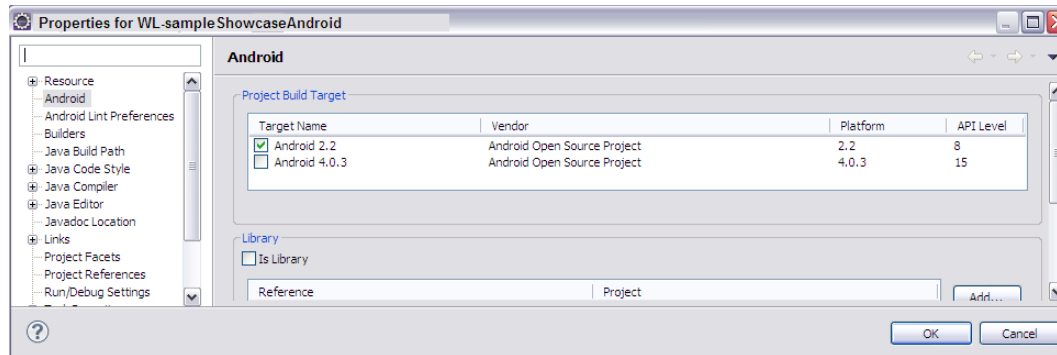 Properties for WL-sampleShowcaseAndroid
Resource
Android
Android Lint Preferences
Builders
Java Build Path
Java Code Style
Java Compiler
Java Editor
Javadoc Location
Links
Project Facets
Project References
Run/Debug Settings
Android
Project Build Target
Target Name Vendor Platform API Level
Android 2.2 Android Open Source Project 2.2 8
Android 4.0.3 Android Open Source Project 4.0.3 15
Library
Is Library
Reference Project
Add...
? OK Cancel